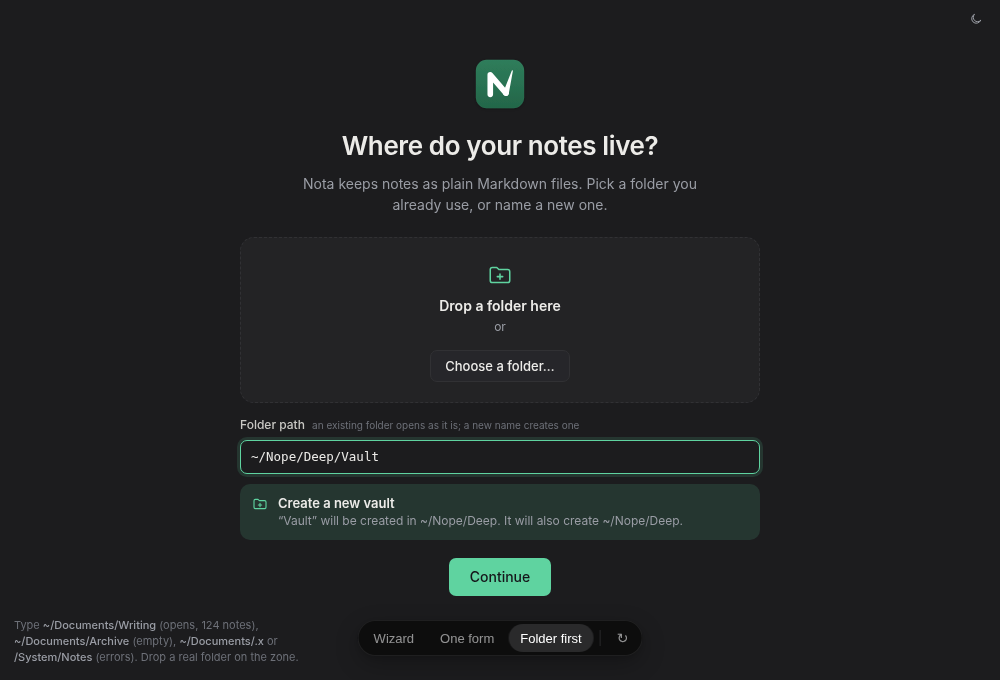 N
Where do your notes live?
Nota keeps notes as plain Markdown files. Pick a folder you
already use, or name a new one.
Drop a folder here
or
Choose a folder...
Folder path an existing folder opens as it is; a new name creates one
~/Nope/Deep/Vault
Create a new vault
“Vault” will be created in ~/Nope/Deep. It will also create ~/Nope/Deep.
Continue
Type ~/Documents/Writing (opens, 124 notes),
~/Documents/Archive (empty), ~/Documents/.x or
/System/Notes (errors). Drop a real folder on the zone.
Wizard One form Folder first ↻